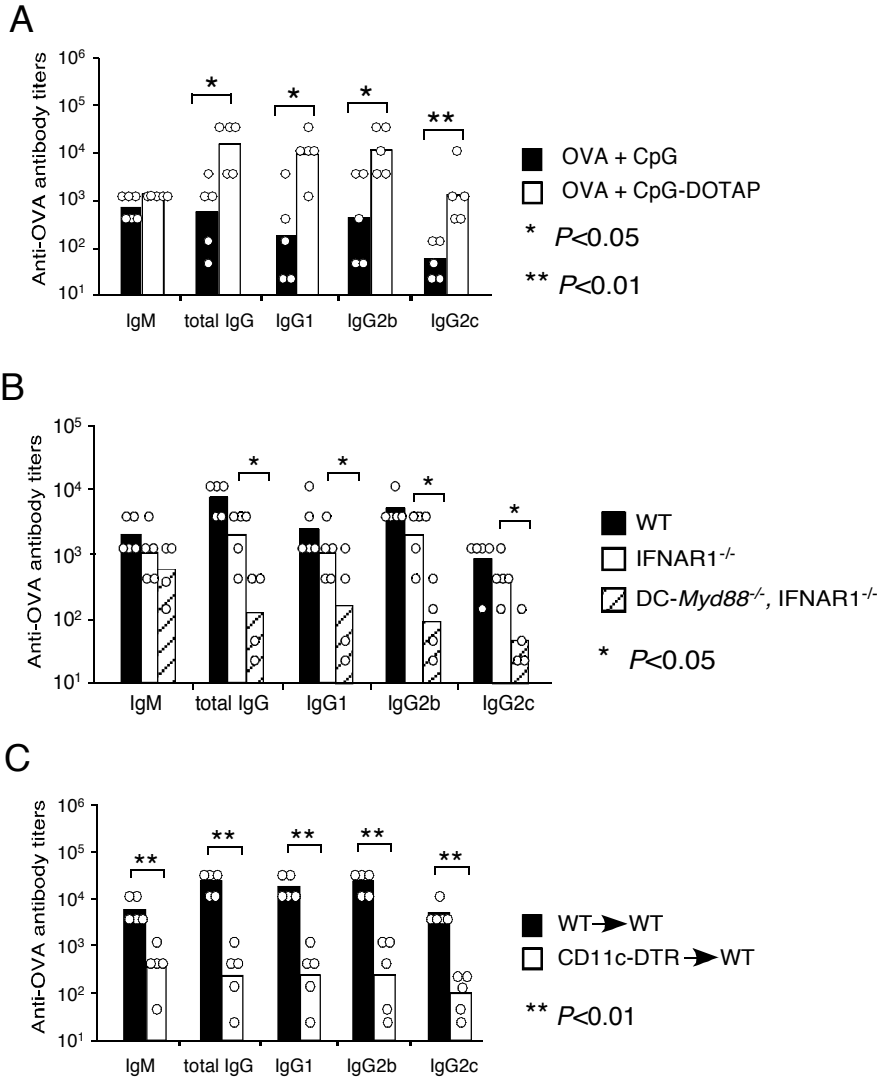 A
Anti-OVA antibody titers
10⁶
10⁵
10⁴
10³
10²
10¹
*
*
*
**
IgM
total IgG
IgG1
IgG2b
IgG2c
OVA + CpG
OVA + CpG-DOTAP
* P<0.05
** P<0.01
B
Anti-OVA antibody titers
10⁵
10⁴
10³
10²
10¹
*
*
*
*
IgM
total IgG
IgG1
IgG2b
IgG2c
WT
IFNAR1⁻/⁻
DC-Myd88⁻/⁻, IFNAR1⁻/⁻
* P<0.05
C
Anti-OVA antibody titers
10⁶
10⁵
10⁴
10³
10²
10¹
**
**
**
**
**
IgM
total IgG
IgG1
IgG2b
IgG2c
WT→WT
CD11c-DTR→WT
** P<0.01